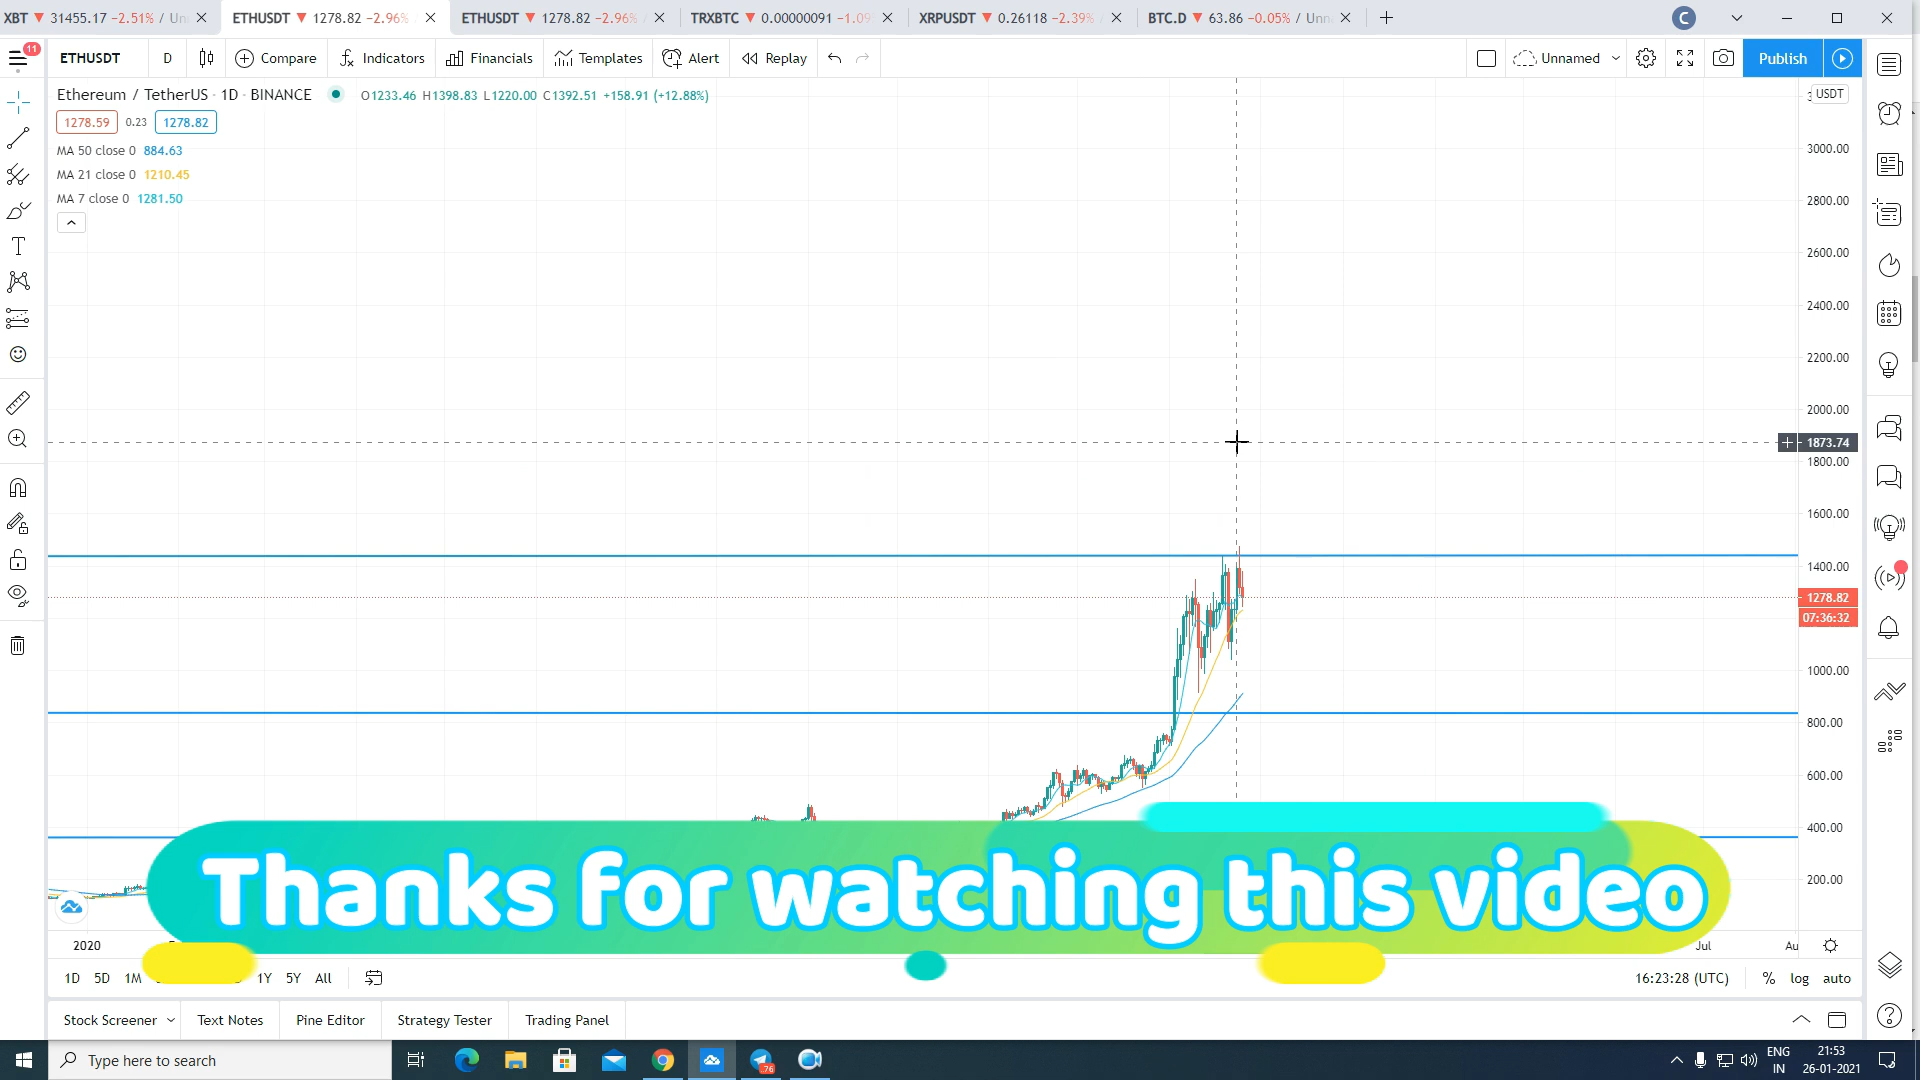 XBT ▼ 31455.17 −2.51% / Un
ETHUSDT ▼ 1278.82 −2.96%
ETHUSDT ▼ 1278.82 −2.96%
TRXBTC ▼ 0.00000091 −1.09
XRPUSDT ▼ 0.26118 −2.39%
BTC.D ▼ 63.86 −0.05% / Unn
C
11
ETHUSDT
D
Compare
Indicators
Financials
Templates
Alert
Replay
Unnamed
Publish
Ethereum / TetherUS · 1D · BINANCE
O1233.46 H1398.83 L1220.00 C1392.51 +158.91 (+12.88%)
USDT
1278.59 0.23 1278.82
MA 50 close 0 884.63
MA 21 close 0 1210.45
MA 7 close 0 1281.50
3000.00
2800.00
2600.00
2400.00
2200.00
2000.00
1873.74
1800.00
1600.00
1400.00
1278.82
07:36:32
1000.00
800.00
600.00
400.00
200.00
Thanks for watching this video
2020
Jul
Au
1D 5D 1M 1Y 5Y All
16:23:28 (UTC) % log auto
Stock Screener
Text Notes
Pine Editor
Strategy Tester
Trading Panel
Type here to search
76
ENG
IN
21:53
26-01-2021